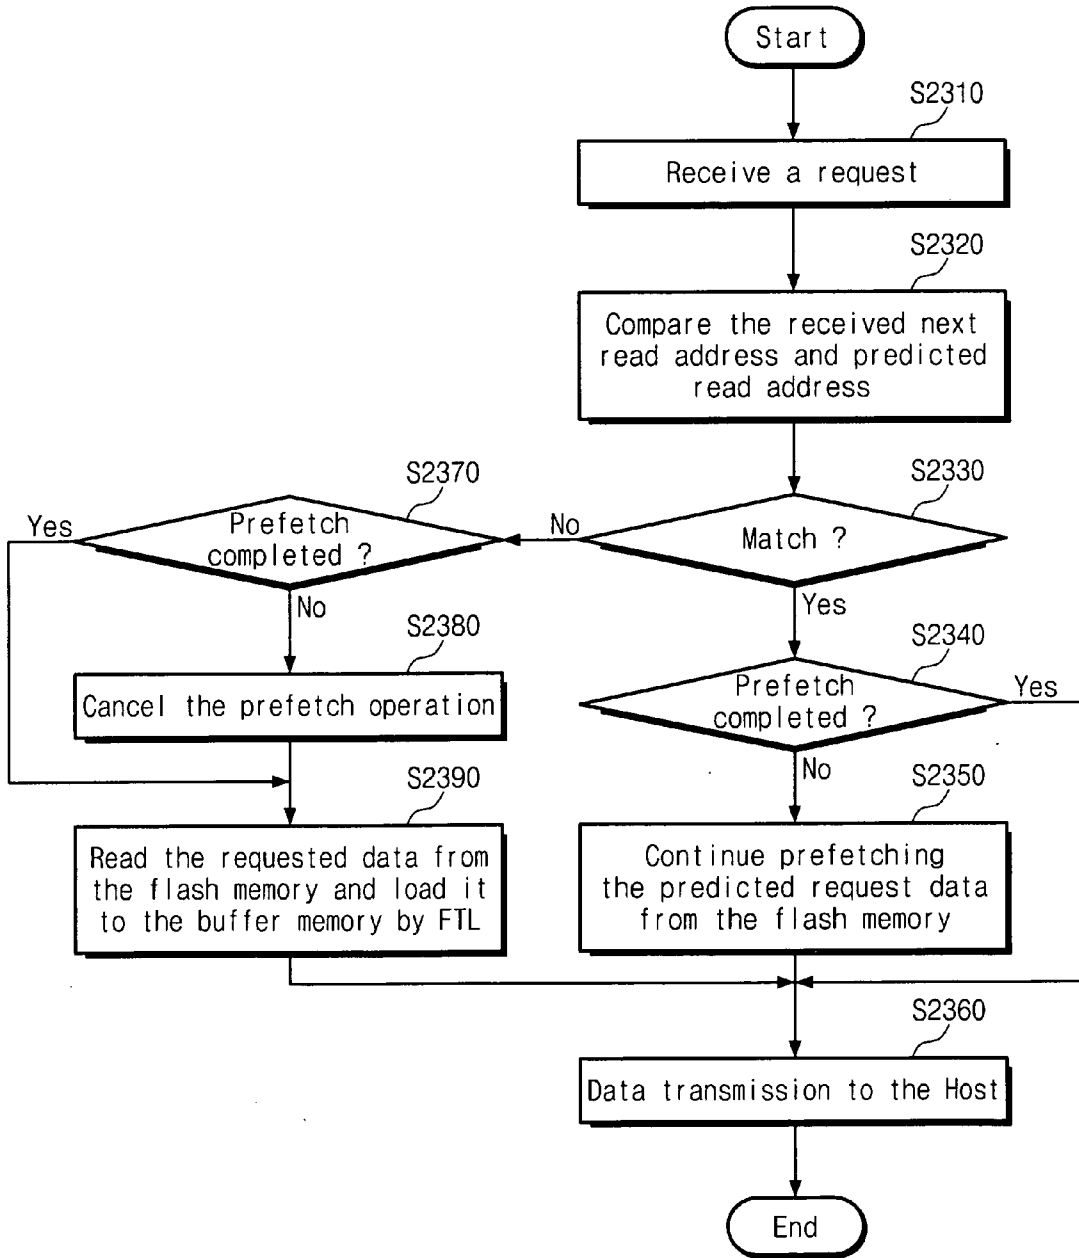 Start
S2310
Receive a request
S2320
Compare the received next
read address and predicted
read address
S2330
Match ?
No
Yes
S2370
Prefetch
completed ?
Yes
No
S2380
Cancel the prefetch operation
S2390
Read the requested data from
the flash memory and load it
to the buffer memory by FTL
S2340
Prefetch
completed ?
Yes
No
S2350
Continue prefetching
the predicted request data
from the flash memory
S2360
Data transmission to the Host
End